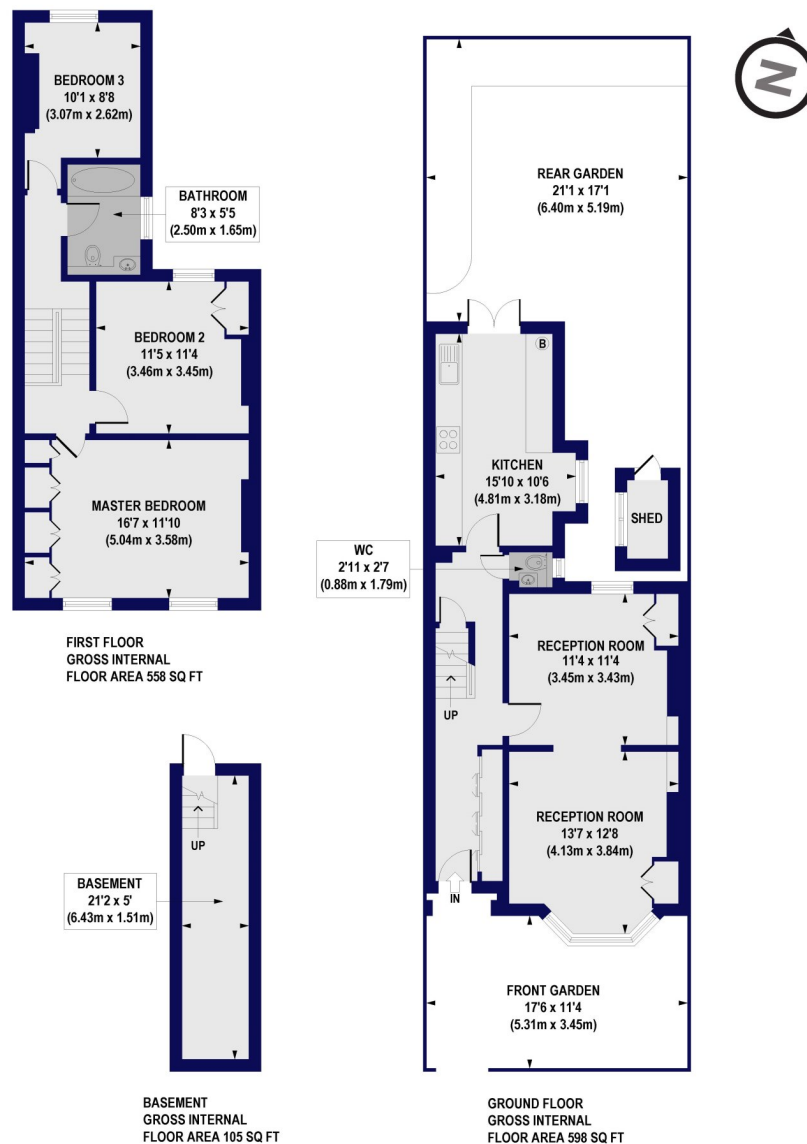 BEDROOM 3
10'1 x 8'8
(3.07m x 2.62m)
BATHROOM
8'3 x 5'5
(2.50m x 1.65m)
BEDROOM 2
11'5 x 11'4
(3.46m x 3.45m)
MASTER BEDROOM
16'7 x 11'10
(5.04m x 3.58m)
FIRST FLOOR
GROSS INTERNAL
FLOOR AREA 558 SQ FT
UP
BASEMENT
21'2 x 5'
(6.43m x 1.51m)
BASEMENT
GROSS INTERNAL
FLOOR AREA 105 SQ FT
N
REAR GARDEN
21'1 x 17'1
(6.40m x 5.19m)
B
KITCHEN
15'10 x 10'6
(4.81m x 3.18m)
SHED
WC
2'11 x 2'7
(0.88m x 1.79m)
RECEPTION ROOM
11'4 x 11'4
(3.45m x 3.43m)
UP
RECEPTION ROOM
13'7 x 12'8
(4.13m x 3.84m)
IN
FRONT GARDEN
17'6 x 11'4
(5.31m x 3.45m)
GROUND FLOOR
GROSS INTERNAL
FLOOR AREA 598 SQ FT